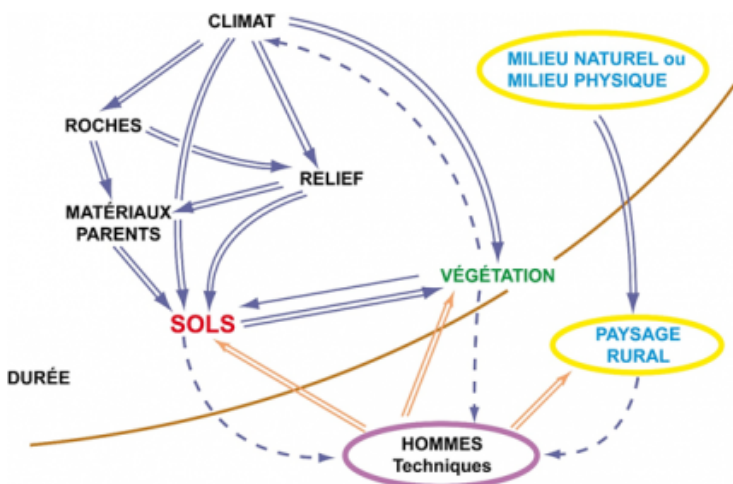 CLIMAT
MILIEU NATUREL ou
MILIEU PHYSIQUE
ROCHES
RELIEF
MATÉRIAUX
PARENTS
VÉGÉTATION
SOLS
PAYSAGE
RURAL
DURÉE
HOMMES
Techniques